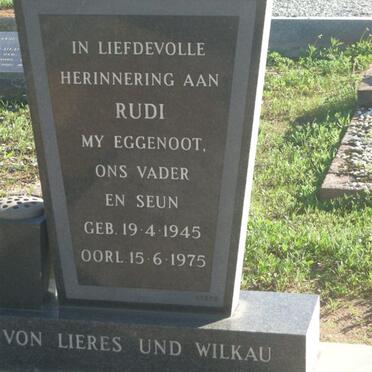 IN LIEFDEVOLLE
HERINNERING AAN
RUDI
MY EGGENOOT,
ONS VADER
EN SEUN
GEB. 19·4·1945
OORL. 15·6·1975
VON LIERES UND WILKAU